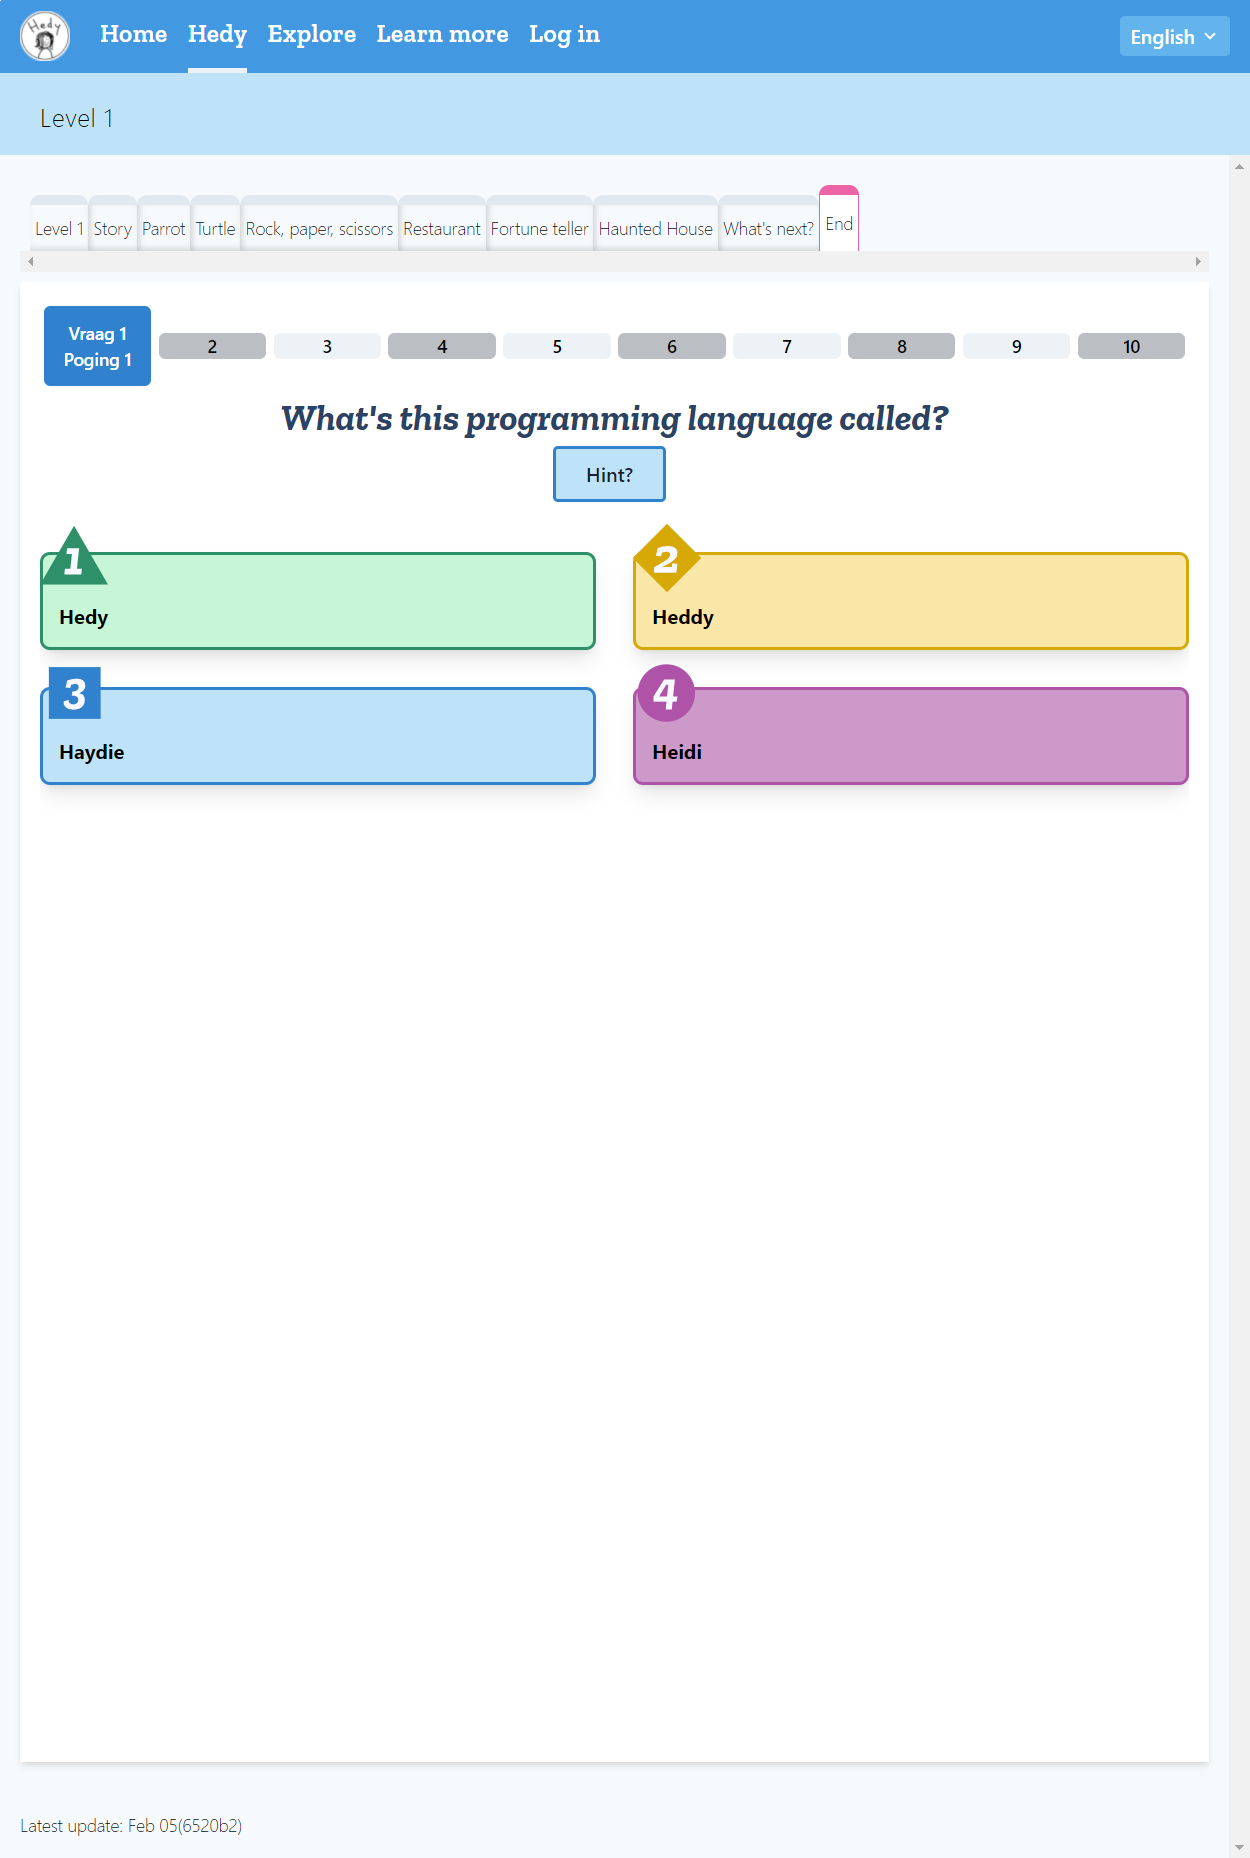 Hedy
Home Hedy Explore Learn more Log in English
Level 1
Level 1 Story Parrot Turtle Rock, paper, scissors Restaurant Fortune teller Haunted House What's next? End
Vraag 1
Poging 1
2 3 4 5 6 7 8 9 10
What's this programming language called?
Hint?
1
Hedy
2
Heddy
3
Haydie
4
Heidi
Latest update: Feb 05(6520b2)